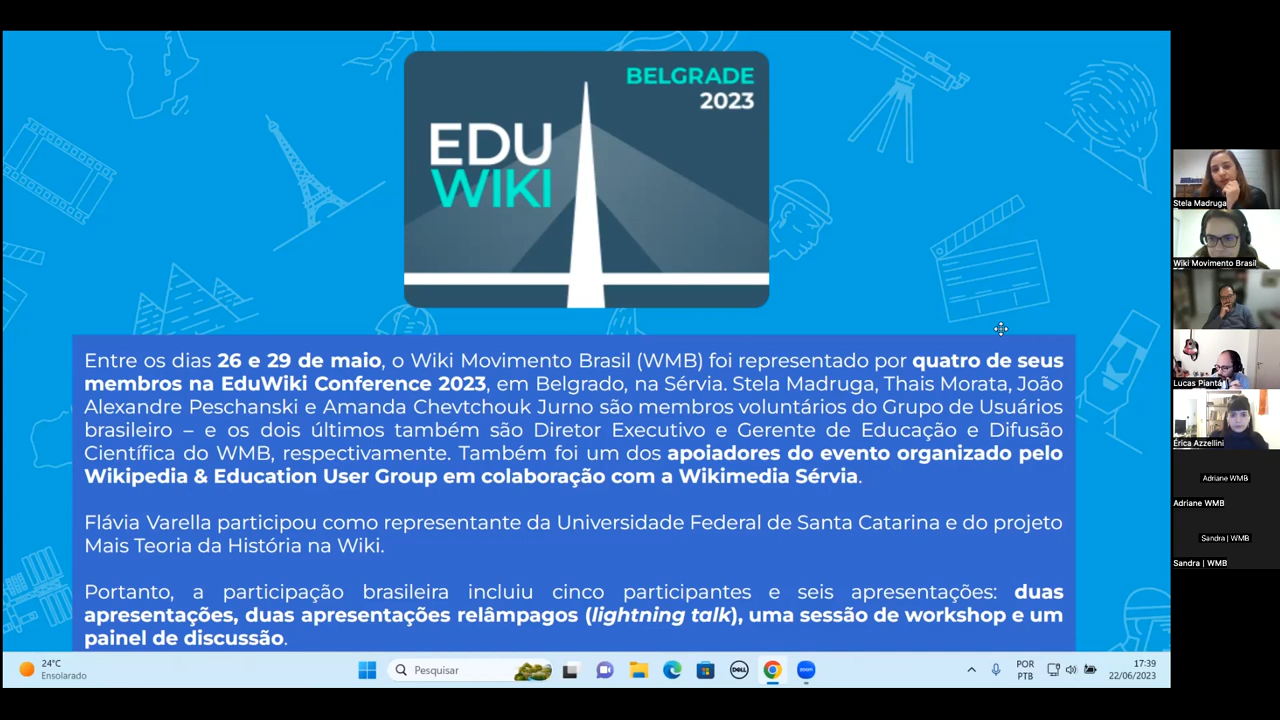 BELGRADE
2023
EDU
WIKI
Entre os dias 26 e 29 de maio, o Wiki Movimento Brasil (WMB) foi representado por quatro de seus
membros na EduWiki Conference 2023, em Belgrado, na Sérvia. Stela Madruga, Thais Morata, João
Alexandre Peschanski e Amanda Chevtchouk Jurno são membros voluntários do Grupo de Usuários
brasileiro – e os dois últimos também são Diretor Executivo e Gerente de Educação e Difusão
Científica do WMB, respectivamente. Também foi um dos apoiadores do evento organizado pelo
Wikipedia & Education User Group em colaboração com a Wikimedia Sérvia.
Flávia Varella participou como representante da Universidade Federal de Santa Catarina e do projeto
Mais Teoria da História na Wiki.
Portanto, a participação brasileira incluiu cinco participantes e seis apresentações: duas
apresentações, duas apresentações relâmpagos (lightning talk), uma sessão de workshop e um
painel de discussão.
Stela Madruga
Wiki Movimento Brasil
Lucas Piantá
Érica Azzellini
Adriane WMB
Adriane WMB
Sandra | WMB
Sandra | WMB
24°C
Ensolarado
Pesquisar
DELL
zoom
POR
PTB
17:39
22/06/2023